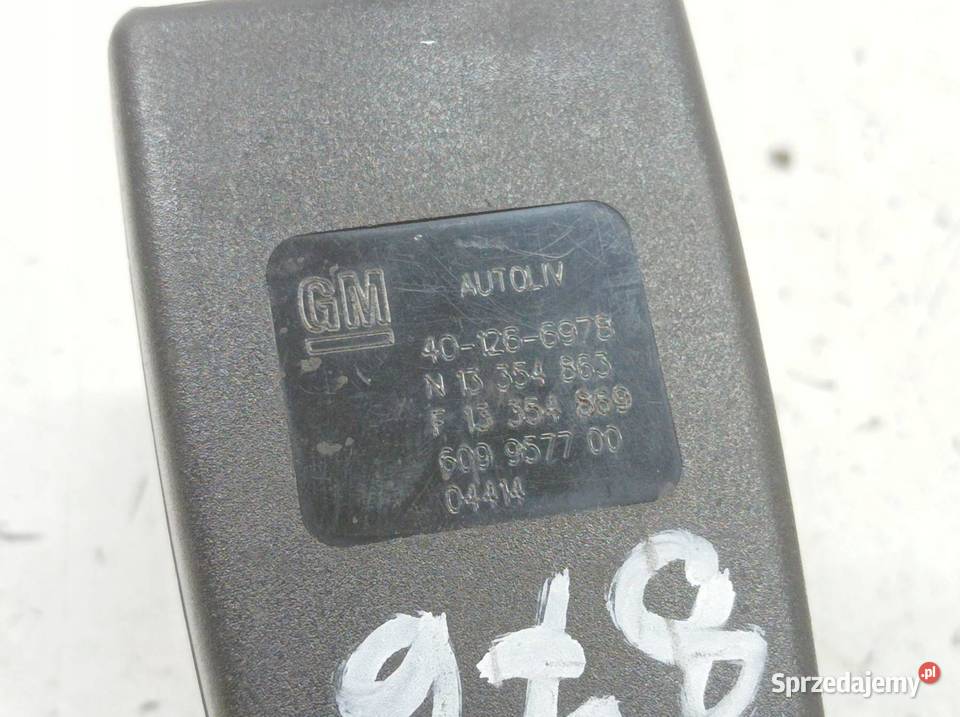 GM
AUTOLIV
40-126-6978
N 13 354 863
F 13 354 869
609 9577 00
04414
Sprzedajemy.pl